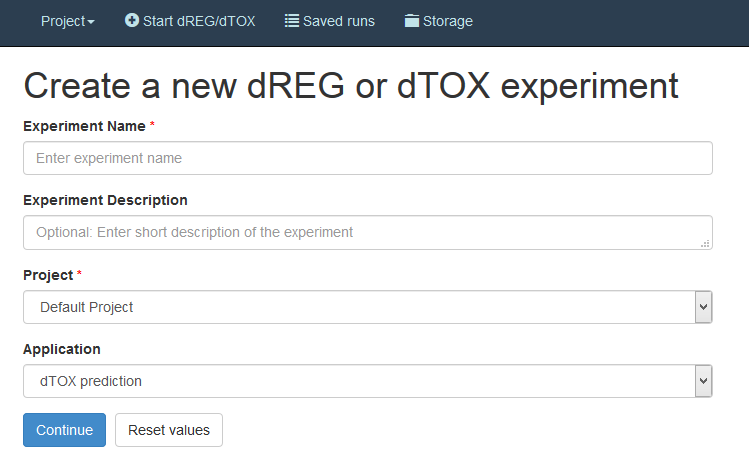 Project Start dREG/dTOX Saved runs Storage
Create a new dREG or dTOX experiment
Experiment Name *
Enter experiment name
Experiment Description
Optional: Enter short description of the experiment
Project *
Default Project
Application
dTOX prediction
Continue Reset values